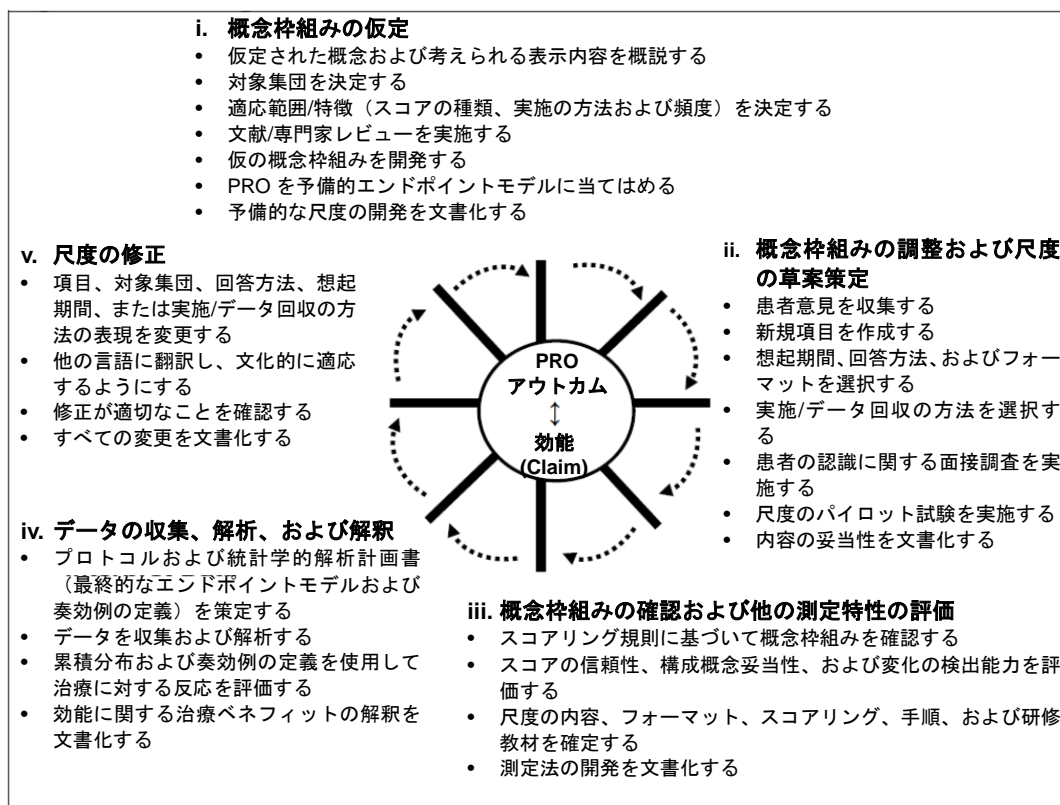 i. 概念枠組みの仮定
• 仮定された概念および考えられる表示内容を概説する
• 対象集団を決定する
• 適応範囲/特徴（スコアの種類、実施の方法および頻度）を決定する
• 文献/専門家レビューを実施する
• 仮の概念枠組みを開発する
• PRO を予備的エンドポイントモデルに当てはめる
• 予備的な尺度の開発を文書化する
ii. 概念枠組みの調整および尺度
の草案策定
• 患者意見を収集する
• 新規項目を作成する
• 想起期間、回答方法、およびフォー
マットを選択する
• 実施/データ回収の方法を選択す
る
• 患者の認識に関する面接調査を実
施する
• 尺度のパイロット試験を実施する
• 内容の妥当性を文書化する
iii. 概念枠組みの確認および他の測定特性の評価
• スコアリング規則に基づいて概念枠組みを確認する
• スコアの信頼性、構成概念妥当性、および変化の検出能力を評
価する
• 尺度の内容、フォーマット、スコアリング、手順、および研修
教材を確定する
• 測定法の開発を文書化する
iv. データの収集、解析、および解釈
• プロトコルおよび統計学的解析計画書
（最終的なエンドポイントモデルおよび
奏効例の定義）を策定する
• データを収集および解析する
• 累積分布および奏効例の定義を使用して
治療に対する反応を評価する
• 効能に関する治療ベネフィットの解釈を
文書化する
v. 尺度の修正
• 項目、対象集団、回答方法、想起
期間、または実施/データ回収の方
法の表現を変更する
• 他の言語に翻訳し、文化的に適応
するようにする
• 修正が適切なことを確認する
• すべての変更を文書化する
PRO
アウトカム
↕
効能
(Claim)